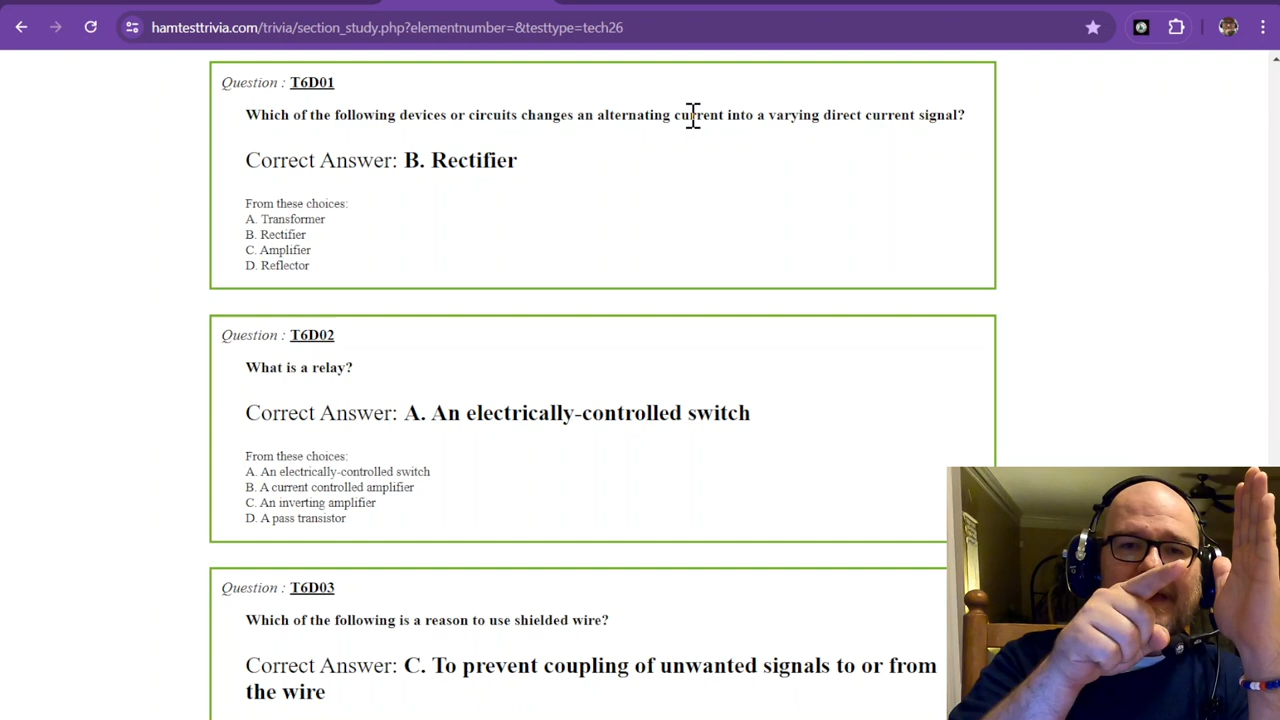 hamtesttrivia.com/trivia/section_study.php?elementnumber=&testtype=tech26
Question : T6D01
Which of the following devices or circuits changes an alternating current into a varying direct current signal?
Correct Answer: B. Rectifier
From these choices:
A. Transformer
B. Rectifier
C. Amplifier
D. Reflector
Question : T6D02
What is a relay?
Correct Answer: A. An electrically-controlled switch
From these choices:
A. An electrically-controlled switch
B. A current controlled amplifier
C. An inverting amplifier
D. A pass transistor
Question : T6D03
Which of the following is a reason to use shielded wire?
Correct Answer: C. To prevent coupling of unwanted signals to or from
the wire